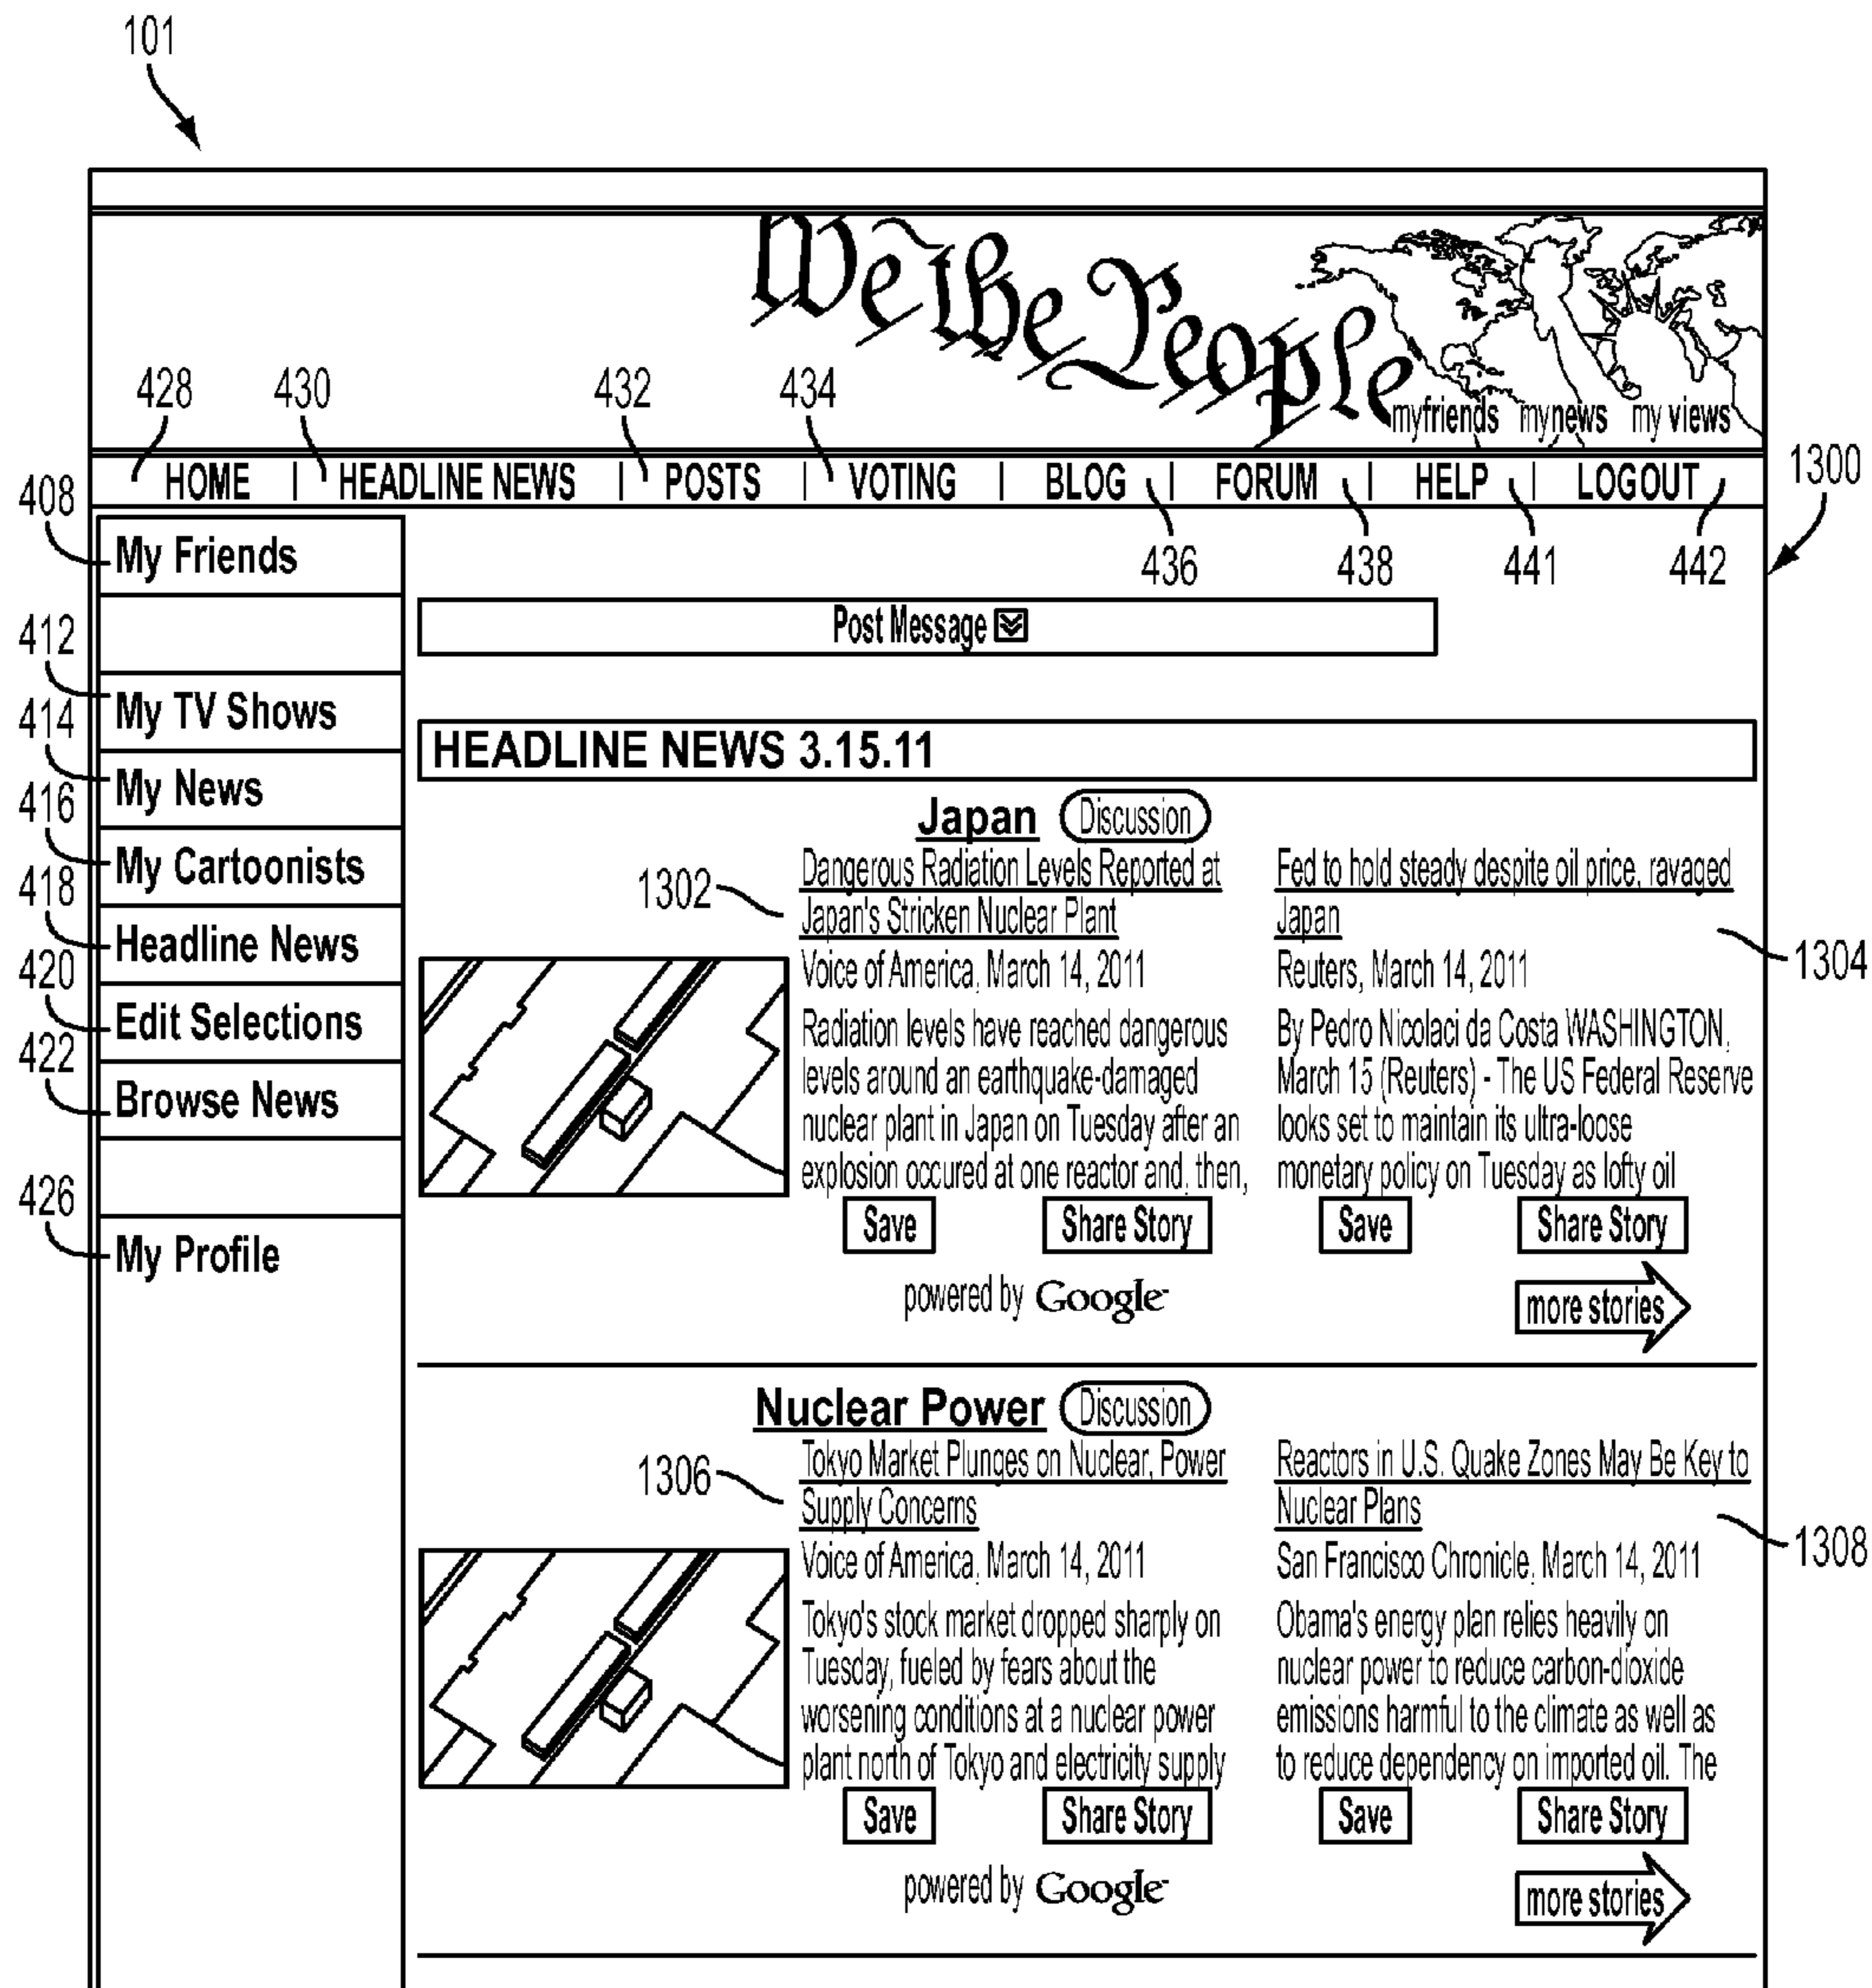 101
We the People
428 430 432 434
myfriends mynews my views
HOME | HEADLINE NEWS | POSTS | VOTING | BLOG | FORUM | HELP | LOGOUT
1300
436 438 441 442
408
My Friends
412
My TV Shows
414
My News
416
My Cartoonists
418
Headline News
420
Edit Selections
422
Browse News
426
My Profile
Post Message
HEADLINE NEWS 3.15.11
Japan Discussion
1302
Dangerous Radiation Levels Reported at
Japan's Stricken Nuclear Plant
Voice of America, March 14, 2011
Radiation levels have reached dangerous
levels around an earthquake-damaged
nuclear plant in Japan on Tuesday after an
explosion occured at one reactor and, then,
Save Share Story
Fed to hold steady despite oil price, ravaged
Japan
1304
Reuters, March 14, 2011
By Pedro Nicolaci da Costa WASHINGTON,
March 15 (Reuters) - The US Federal Reserve
looks set to maintain its ultra-loose
monetary policy on Tuesday as lofty oil
Save Share Story
powered by Google™
more stories
Nuclear Power Discussion
1306
Tokyo Market Plunges on Nuclear, Power
Supply Concerns
Voice of America, March 14, 2011
Tokyo's stock market dropped sharply on
Tuesday, fueled by fears about the
worsening conditions at a nuclear power
plant north of Tokyo and electricity supply
Save Share Story
Reactors in U.S. Quake Zones May Be Key to
Nuclear Plans
1308
San Francisco Chronicle, March 14, 2011
Obama's energy plan relies heavily on
nuclear power to reduce carbon-dioxide
emissions harmful to the climate as well as
to reduce dependency on imported oil. The
Save Share Story
powered by Google™
more stories